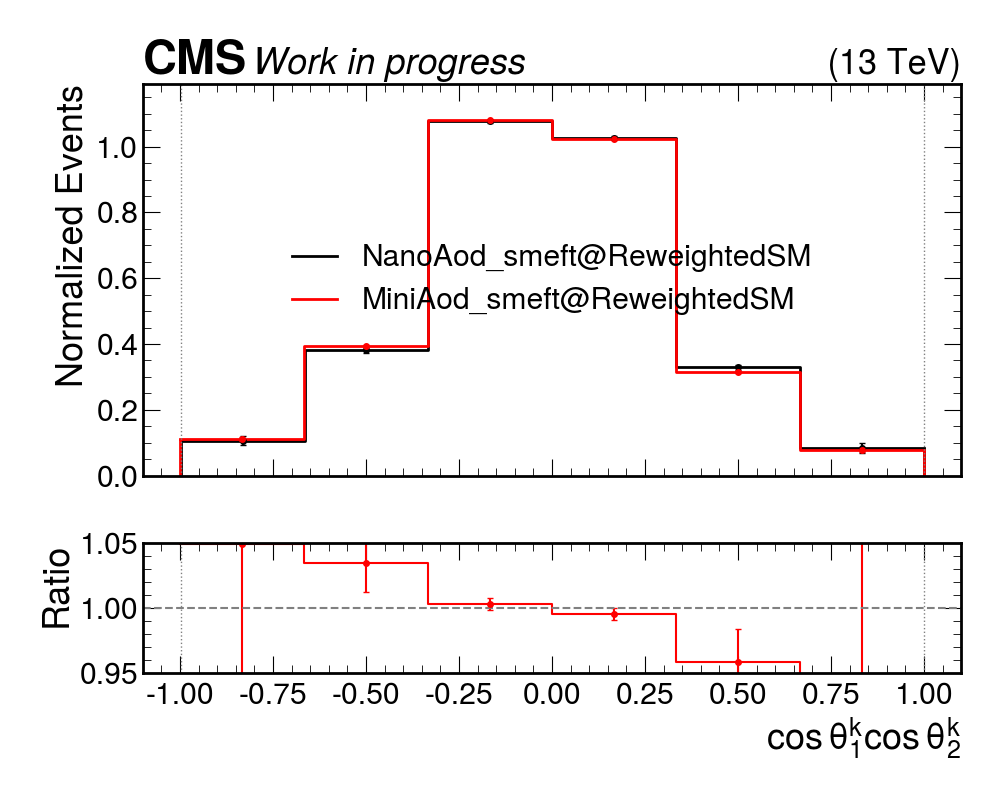 CMS Work in progress (13 TeV)
Normalized Events
1.0
0.8
0.6
0.4
0.2
0.0
NanoAod_smeft@ReweightedSM
MiniAod_smeft@ReweightedSM
Ratio
1.05
1.00
0.95
-1.00 -0.75 -0.50 -0.25 0.00 0.25 0.50 0.75 1.00
cos θ₁ᵏcos θ₂ᵏ